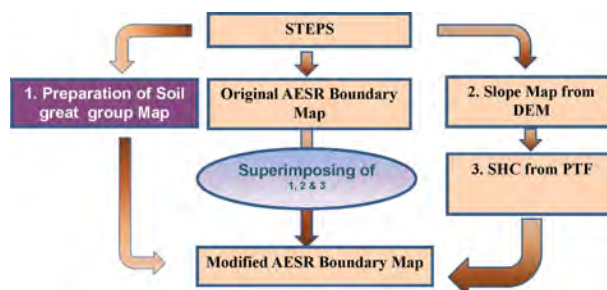 STEPS
1. Preparation of Soil
great group Map
Original AESR Boundary
Map
2. Slope Map from
DEM
Superimposing of
1, 2 & 3
3. SHC from PTF
Modified AESR Boundary Map